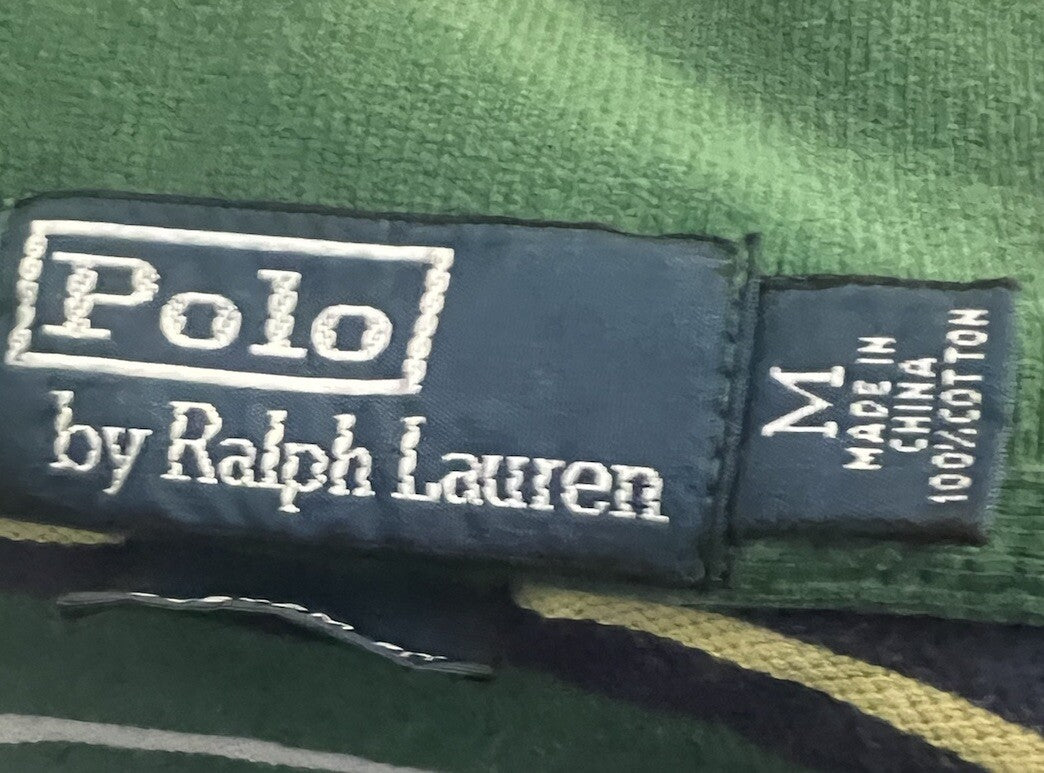 Polo
by Ralph Lauren
M
MADE IN
CHINA
100%COTTON